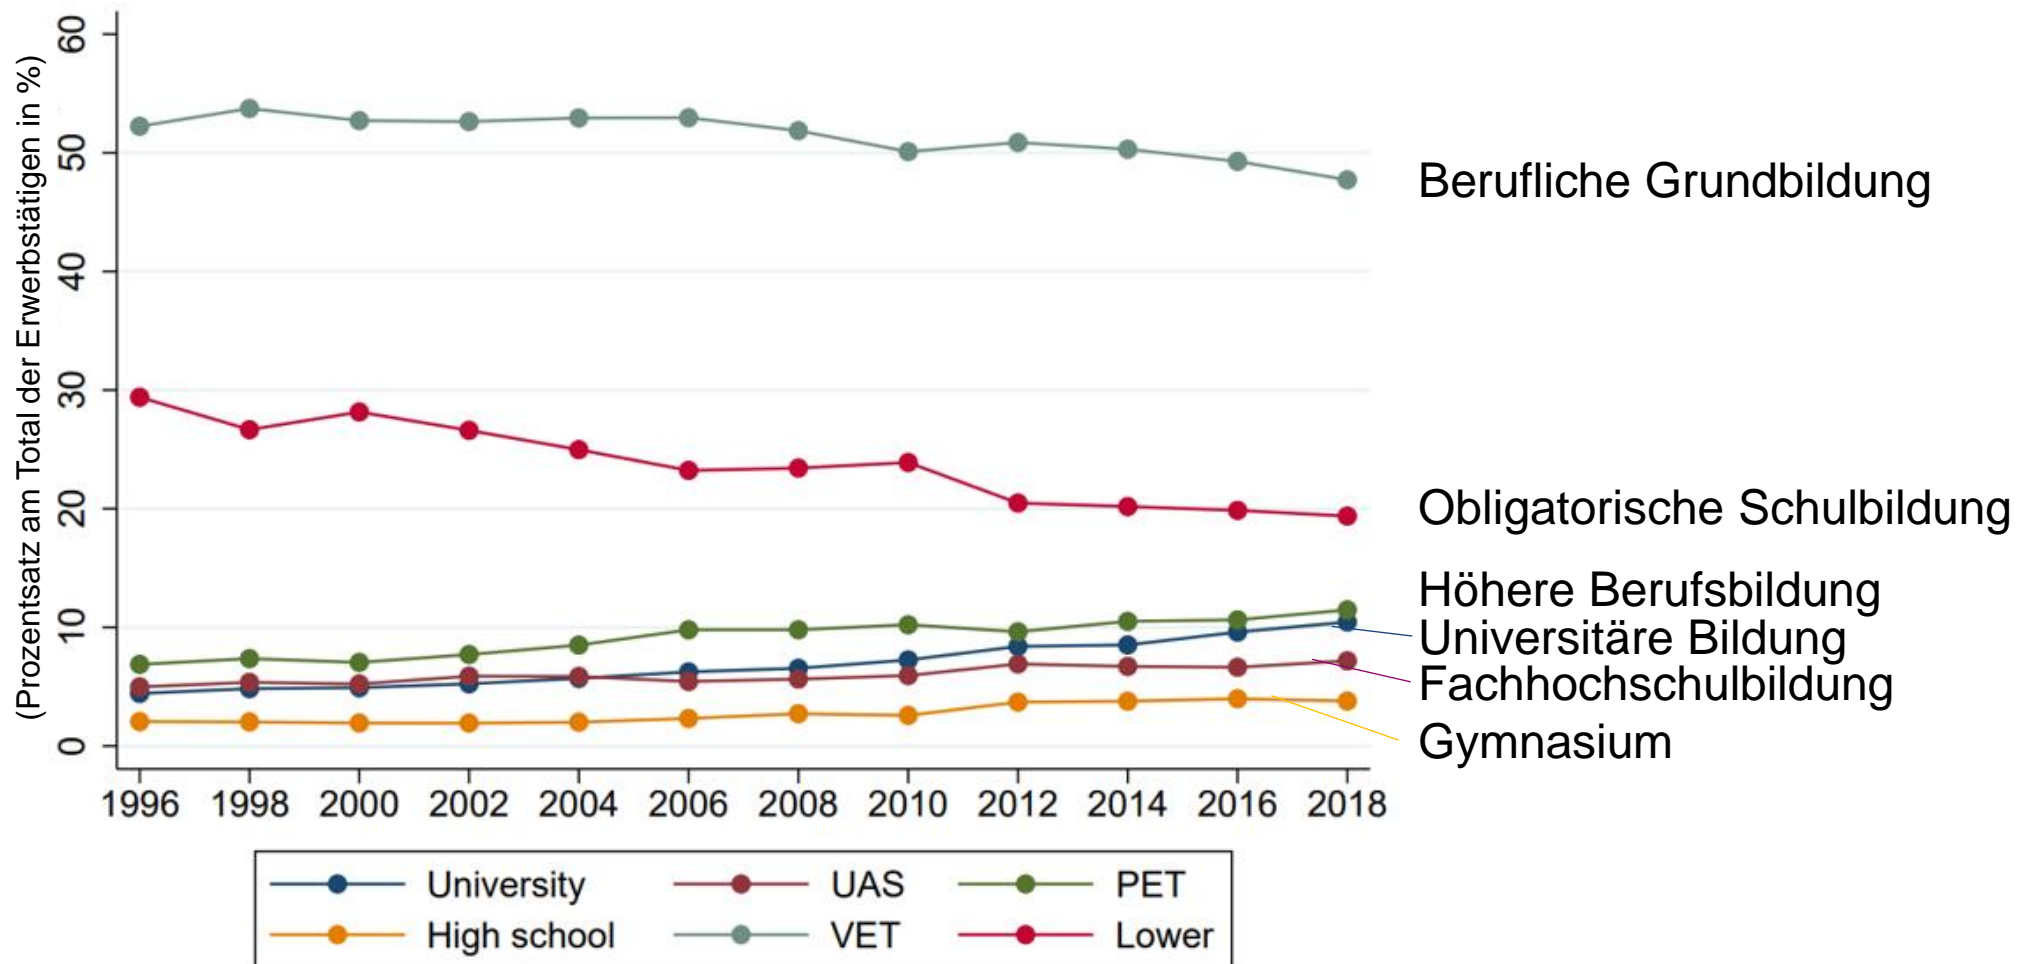 (Prozentsatz am Total der Erwerbstätigen in %)
60
50
40
30
20
10
0
Berufliche Grundbildung
Obligatorische Schulbildung
Höhere Berufsbildung
Universitäre Bildung
Fachhochschulbildung
Gymnasium
1996 1998 2000 2002 2004 2006 2008 2010 2012 2014 2016 2018
University UAS PET
High school VET Lower